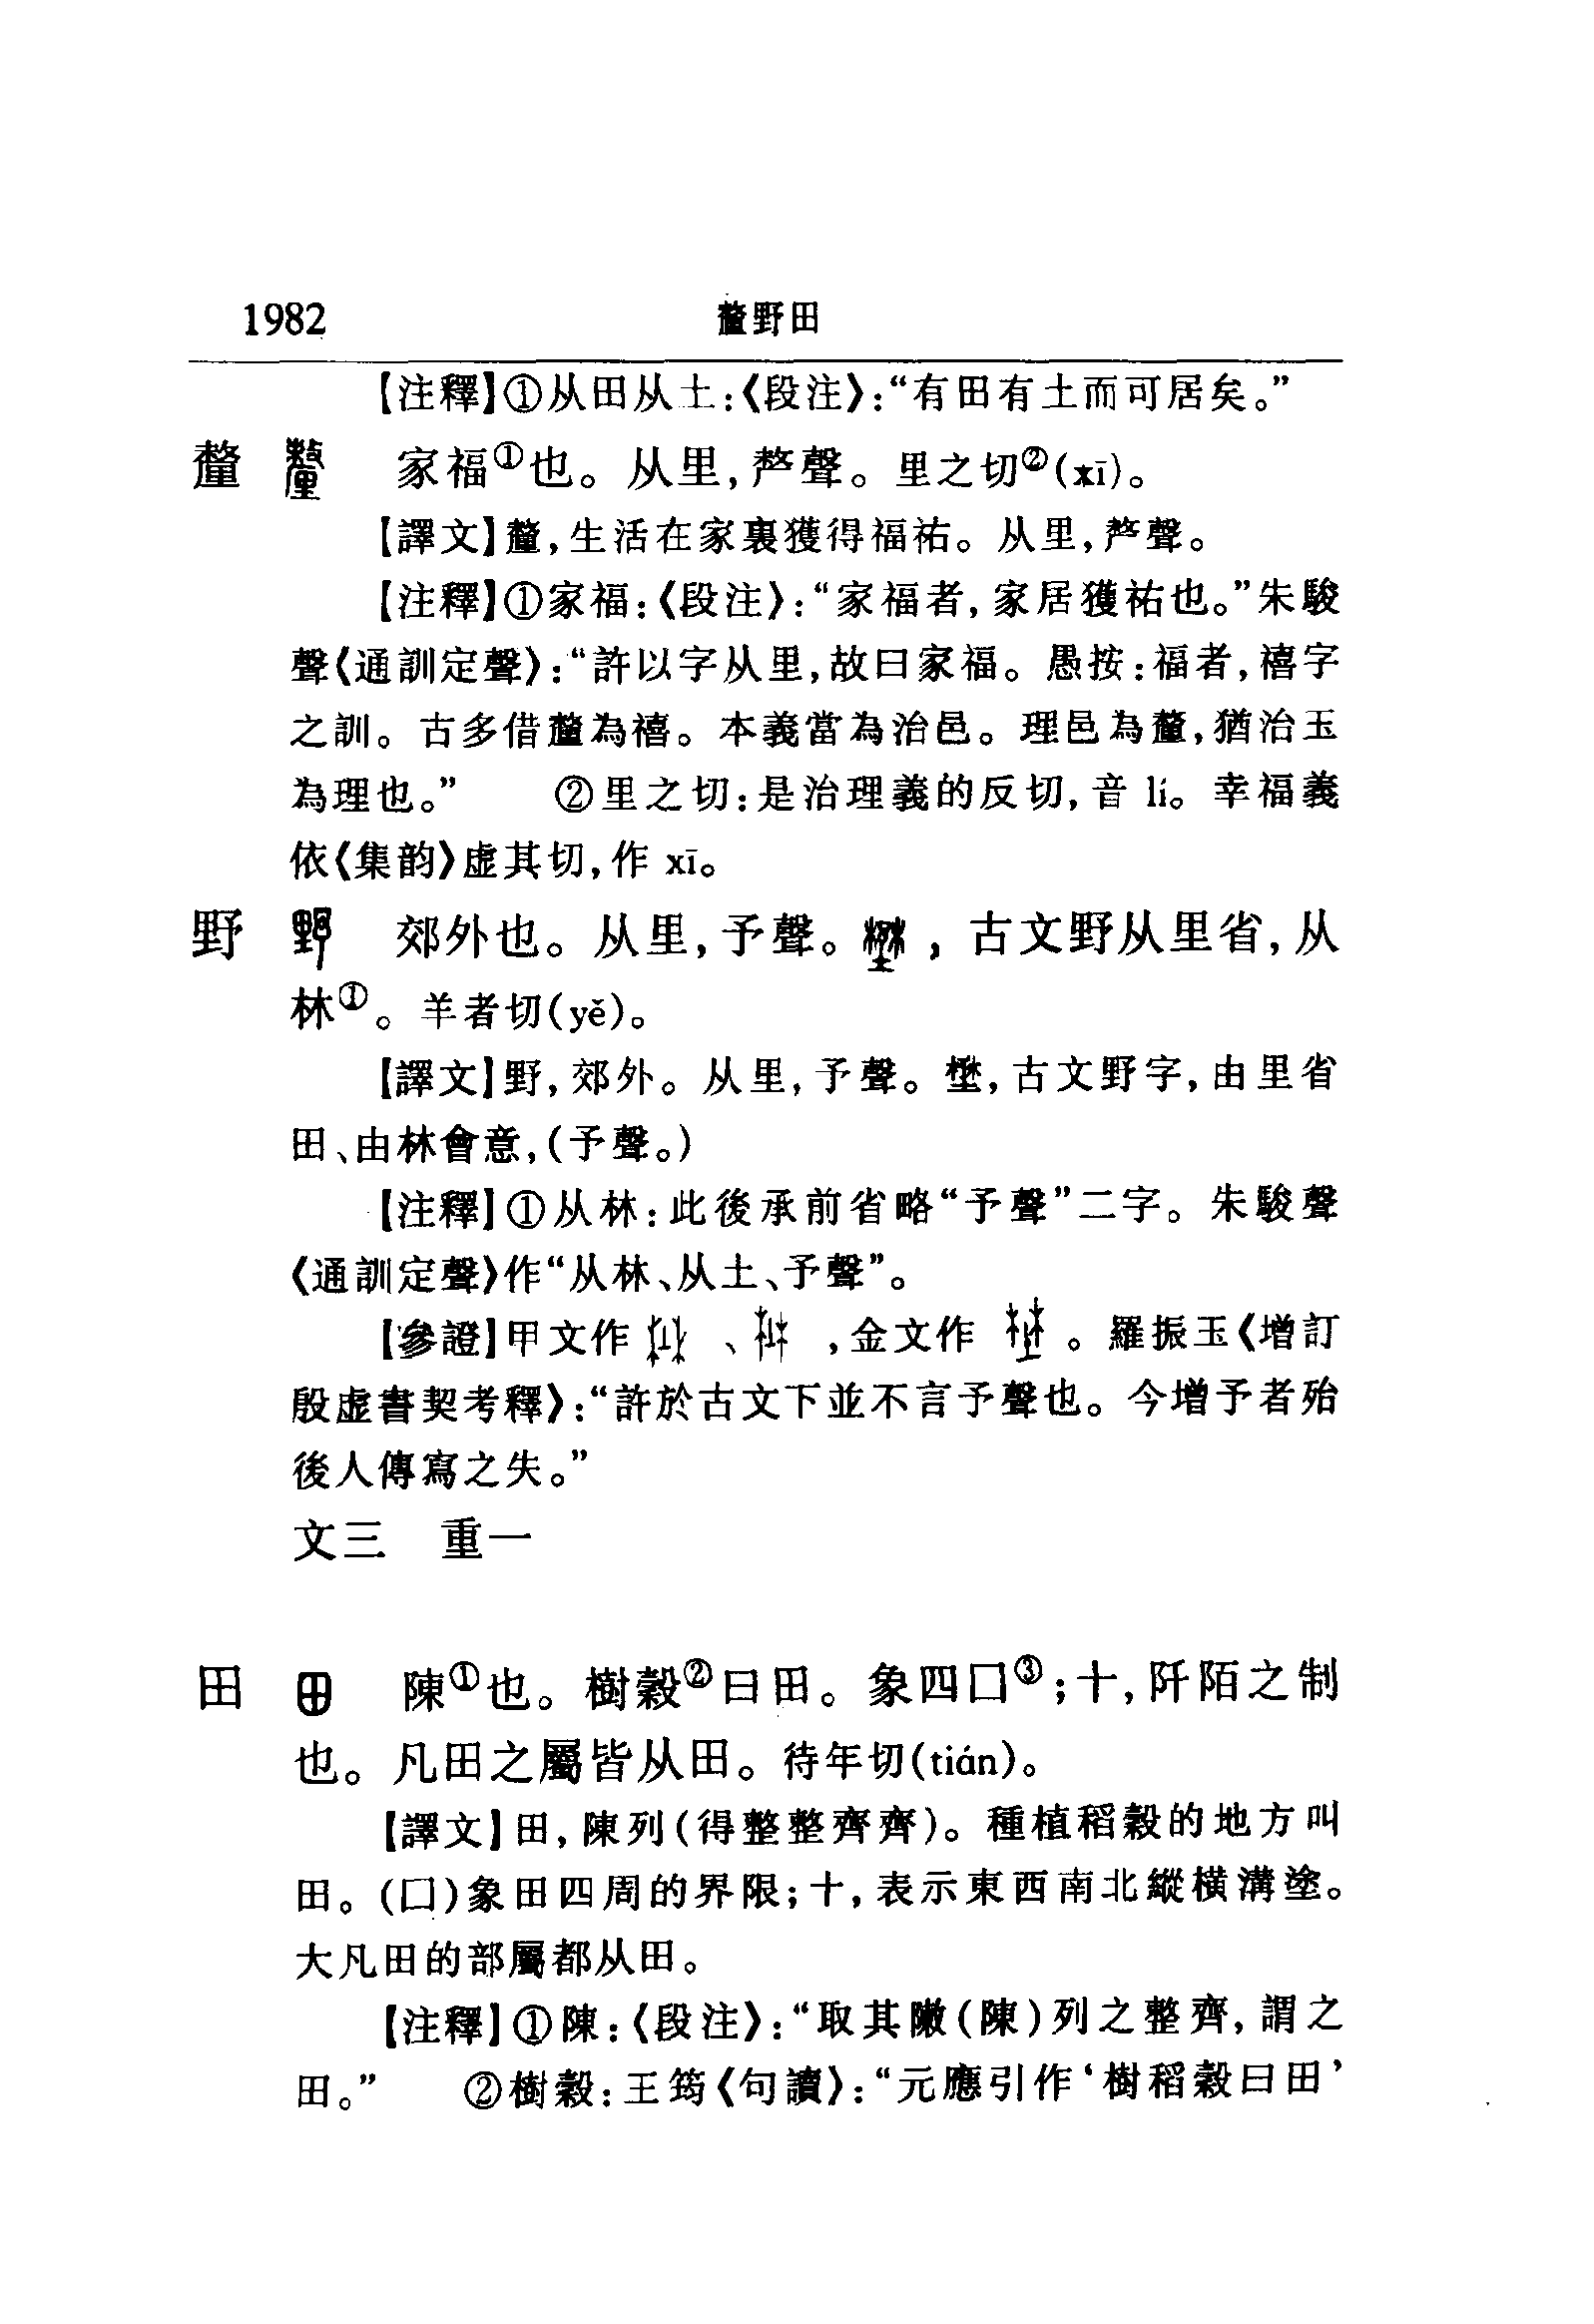 1982 釐野田
【注釋】①从田从土:《段注》:“有田有土而可居矣。”
釐 家福①也。从里,𠩺聲。里之切②(xī)。
【譯文】釐,生活在家裏獲得福祐。从里,𠩺聲。
【注釋】①家福:《段注》:“家福者,家居獲祐也。”朱駿
聲《通訓定聲》:“許以字从里,故曰家福。愚按:福者,禧字
之訓。古多借釐為禧。本義當為治邑。理邑為釐,猶治玉
為理也。” ②里之切:是治理義的反切,音 lí。幸福義
依《集韵》虛其切,作 xī。
野 郊外也。从里,予聲。 , 古文野从里省,从
林①。羊者切(yě)。
【譯文】野,郊外。从里,予聲。壄,古文野字,由里省
田、由林會意,(予聲。)
【注釋】①从林:此後承前省略“予聲”二字。朱駿聲
《通訓定聲》作“从林、从土、予聲”。
【參證】甲文作 、 ,金文作 。羅振玉《增訂
殷虛書契考釋》:“許於古文下並不言予聲也。今增予者殆
後人傳寫之失。”
文三 重一
田 陳①也。樹穀②曰田。象四囗③;十,阡陌之制
也。凡田之屬皆从田。待年切(tián)。
【譯文】田,陳列(得整整齊齊)。種植稻穀的地方叫
田。(囗)象田四周的界限;十,表示東西南北縱橫溝塗。
大凡田的部屬都从田。
【注釋】①陳:《段注》:“取其敶(陳)列之整齊,謂之
田。” ②樹穀:王筠《句讀》:“元應引作‘樹稻穀曰田’